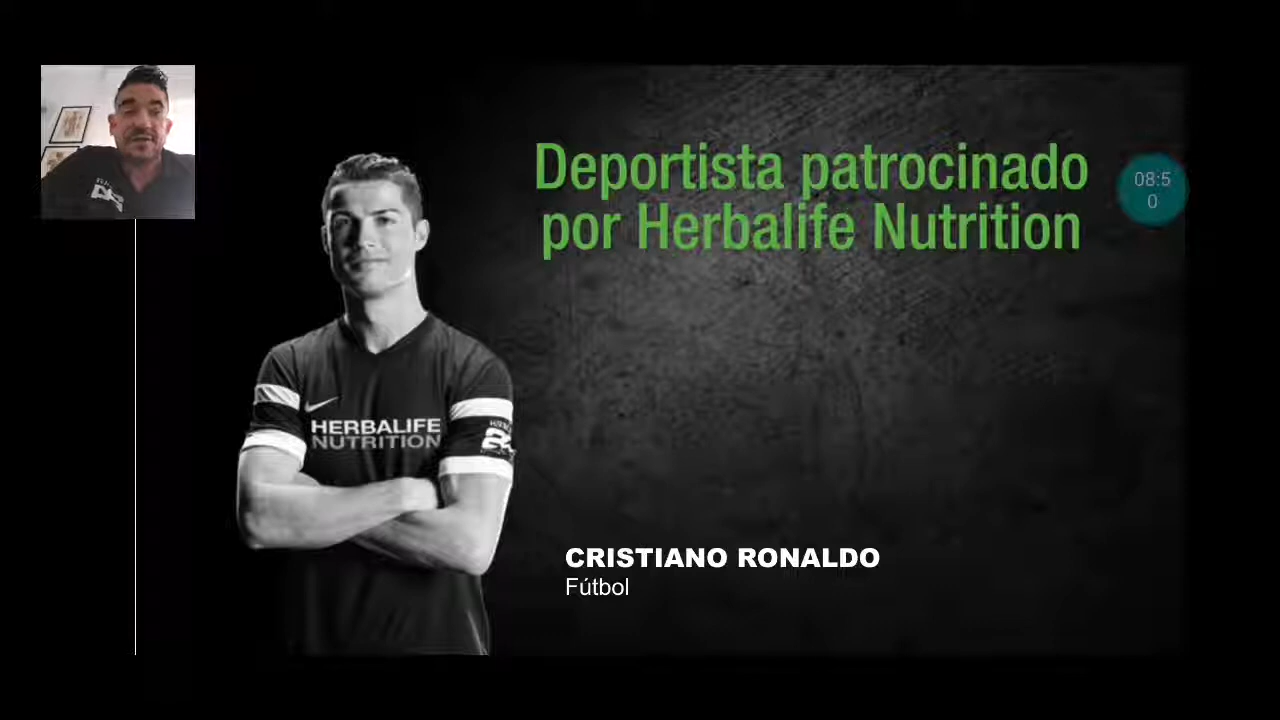 Deportista patrocinado
por Herbalife Nutrition
08:5
0
HERBALIFE
NUTRITION
CRISTIANO RONALDO
Fútbol